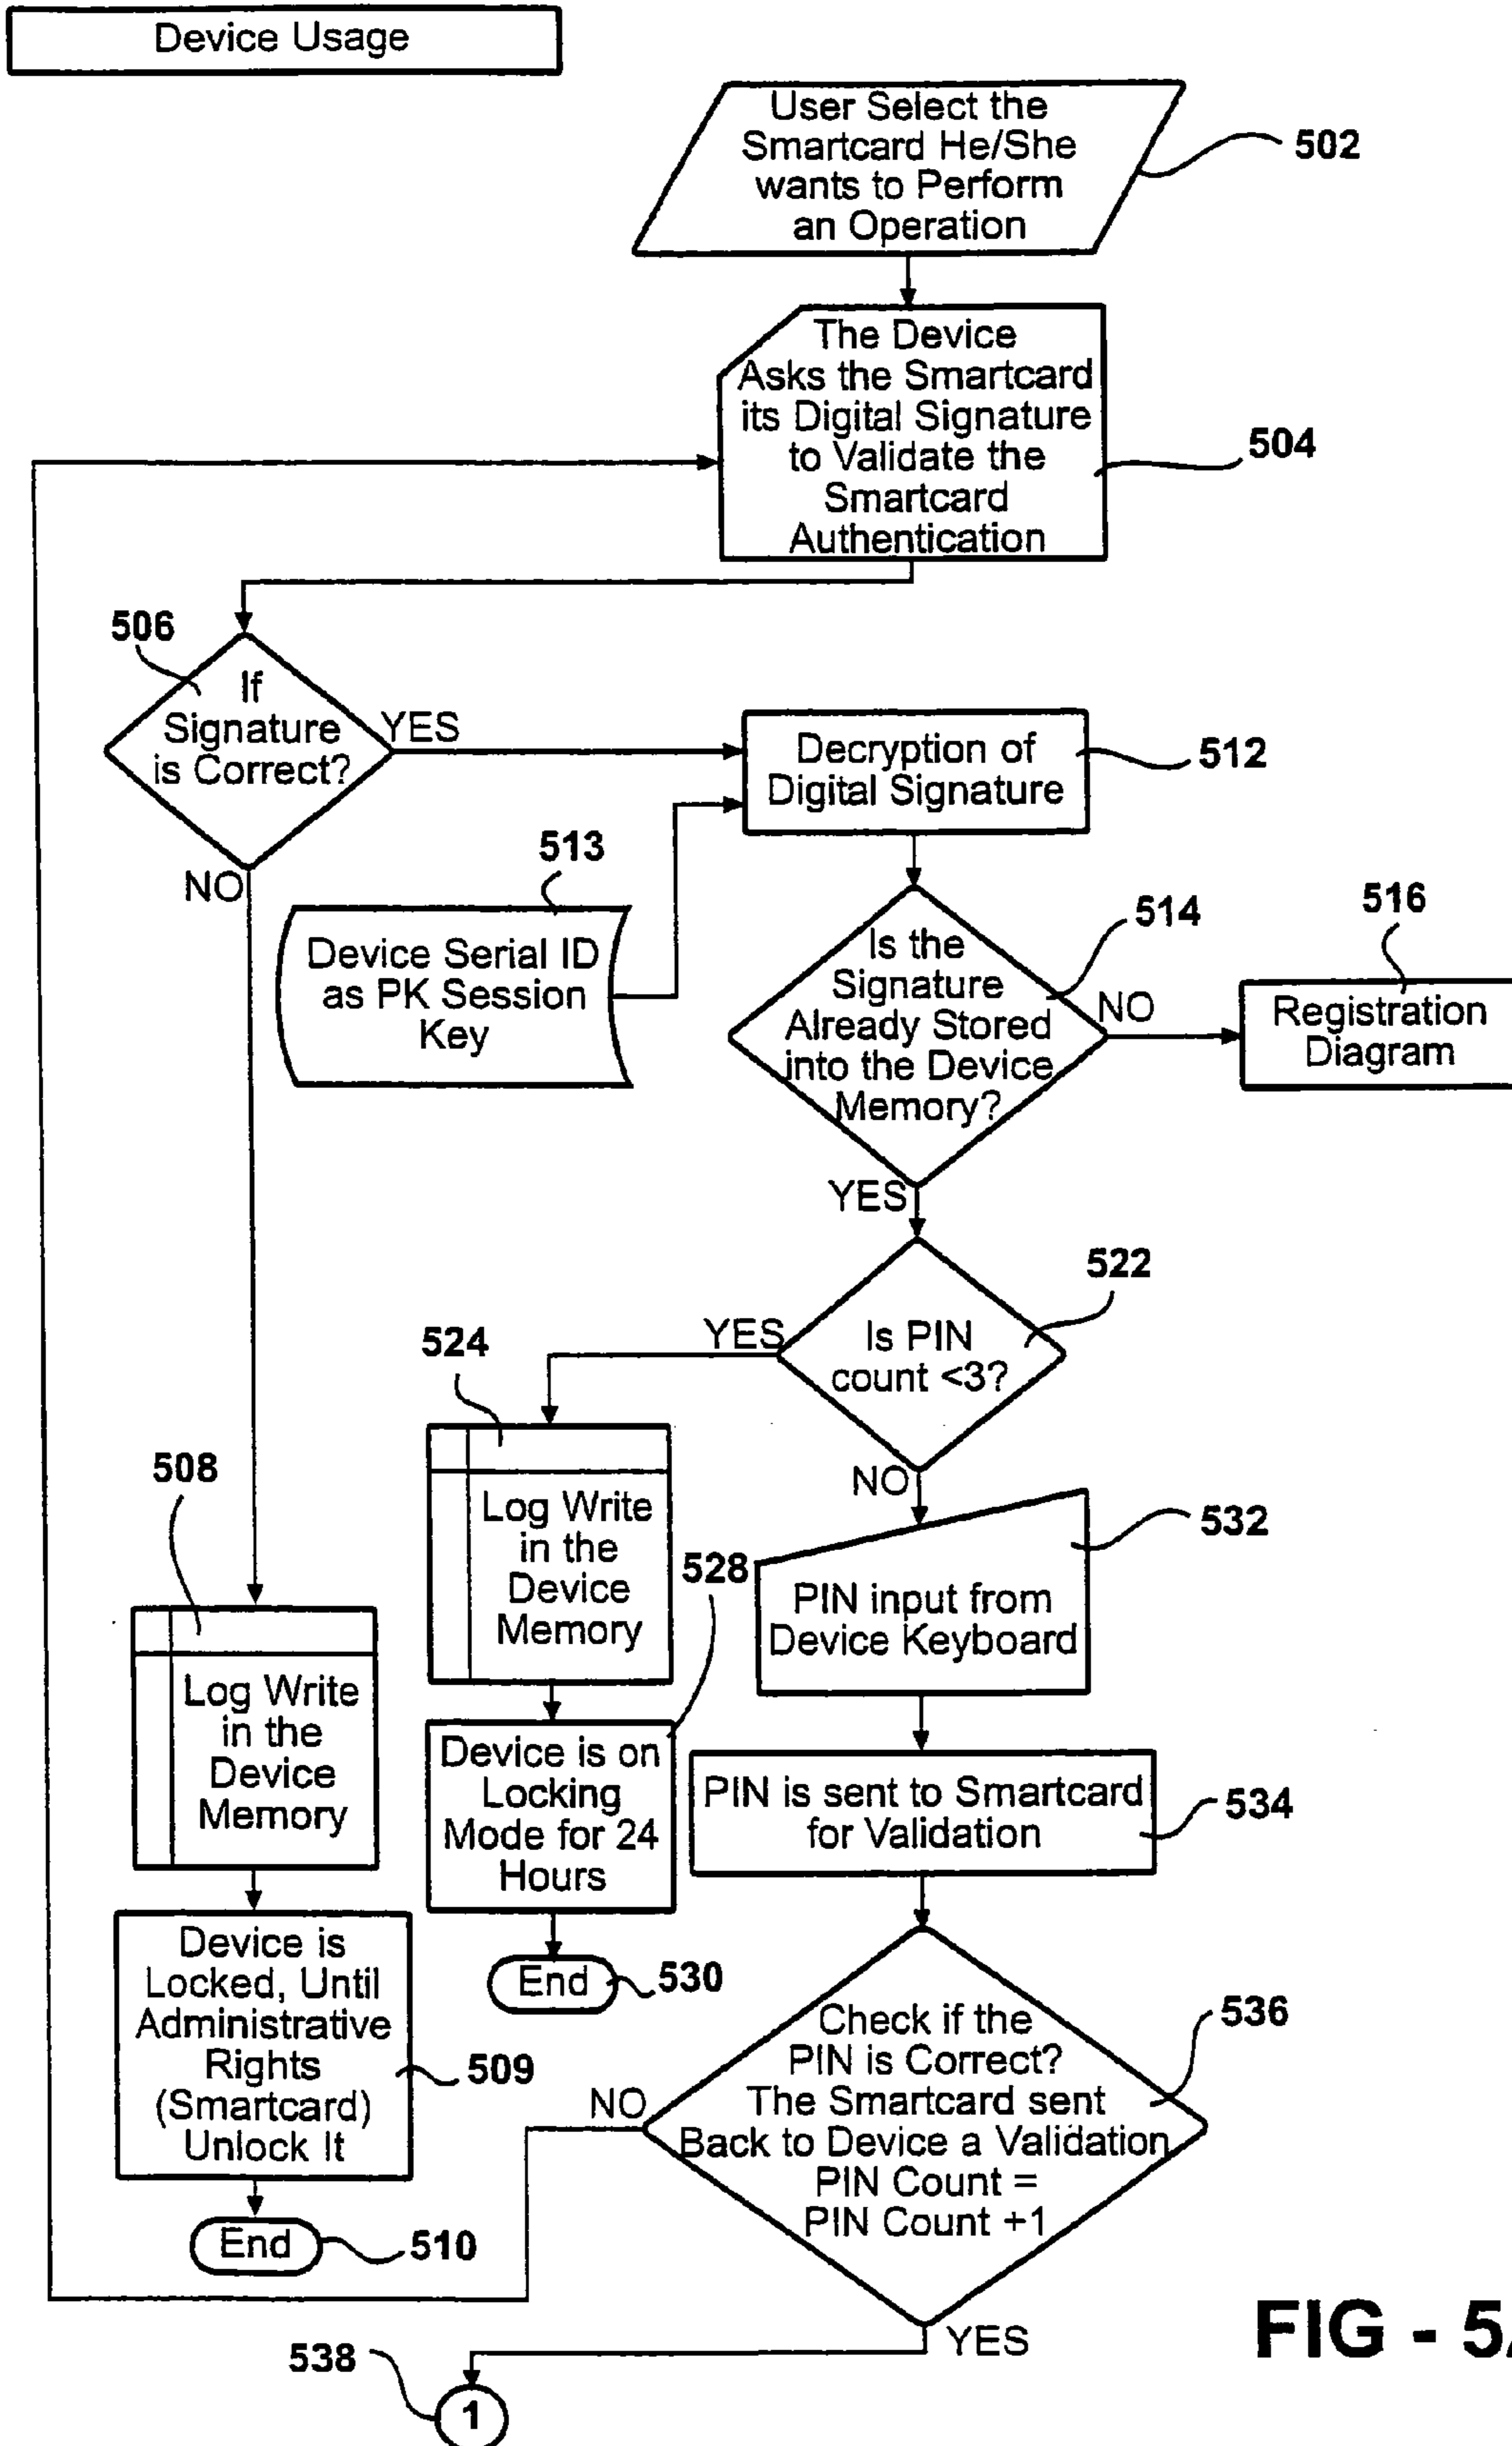 Device Usage
User Select the
Smartcard He/She
wants to Perform
an Operation
502
The Device
Asks the Smartcard
its Digital Signature
to Validate the
Smartcard
Authentication
504
506
If
Signature
is Correct?
YES
NO
Decryption of
Digital Signature
512
513
Device Serial ID
as PK Session
Key
514
Is the
Signature
Already Stored
into the Device
Memory?
NO
516
Registration
Diagram
YES
522
Is PIN
count <3?
YES
NO
524
Log Write
in the
Device
Memory
528
Device is on
Locking
Mode for 24
Hours
End
530
508
Log Write
in the
Device
Memory
Device is
Locked, Until
Administrative
Rights
(Smartcard)
Unlock It
509
End
510
532
PIN input from
Device Keyboard
PIN is sent to Smartcard
for Validation
534
536
Check if the
PIN is Correct?
The Smartcard sent
Back to Device a Validation
PIN Count =
PIN Count +1
NO
YES
538
1
FIG - 5A